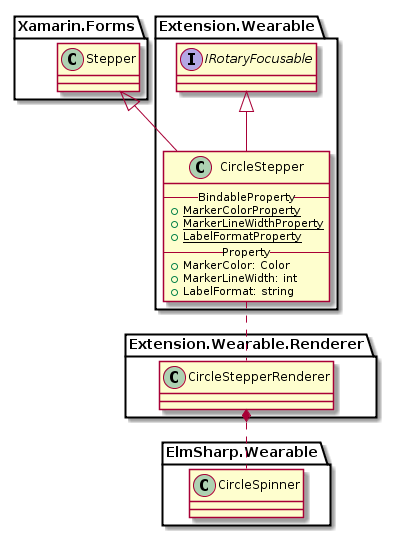 Xamarin.Forms
Extension.Wearable
C Stepper
I IRotaryFocusable
C CircleStepper
BindableProperty
MarkerColorProperty
MarkerLineWidthProperty
LabelFormatProperty
Property
MarkerColor: Color
MarkerLineWidth: int
LabelFormat: string
Extension.Wearable.Renderer
C CircleStepperRenderer
ElmSharp.Wearable
C CircleSpinner